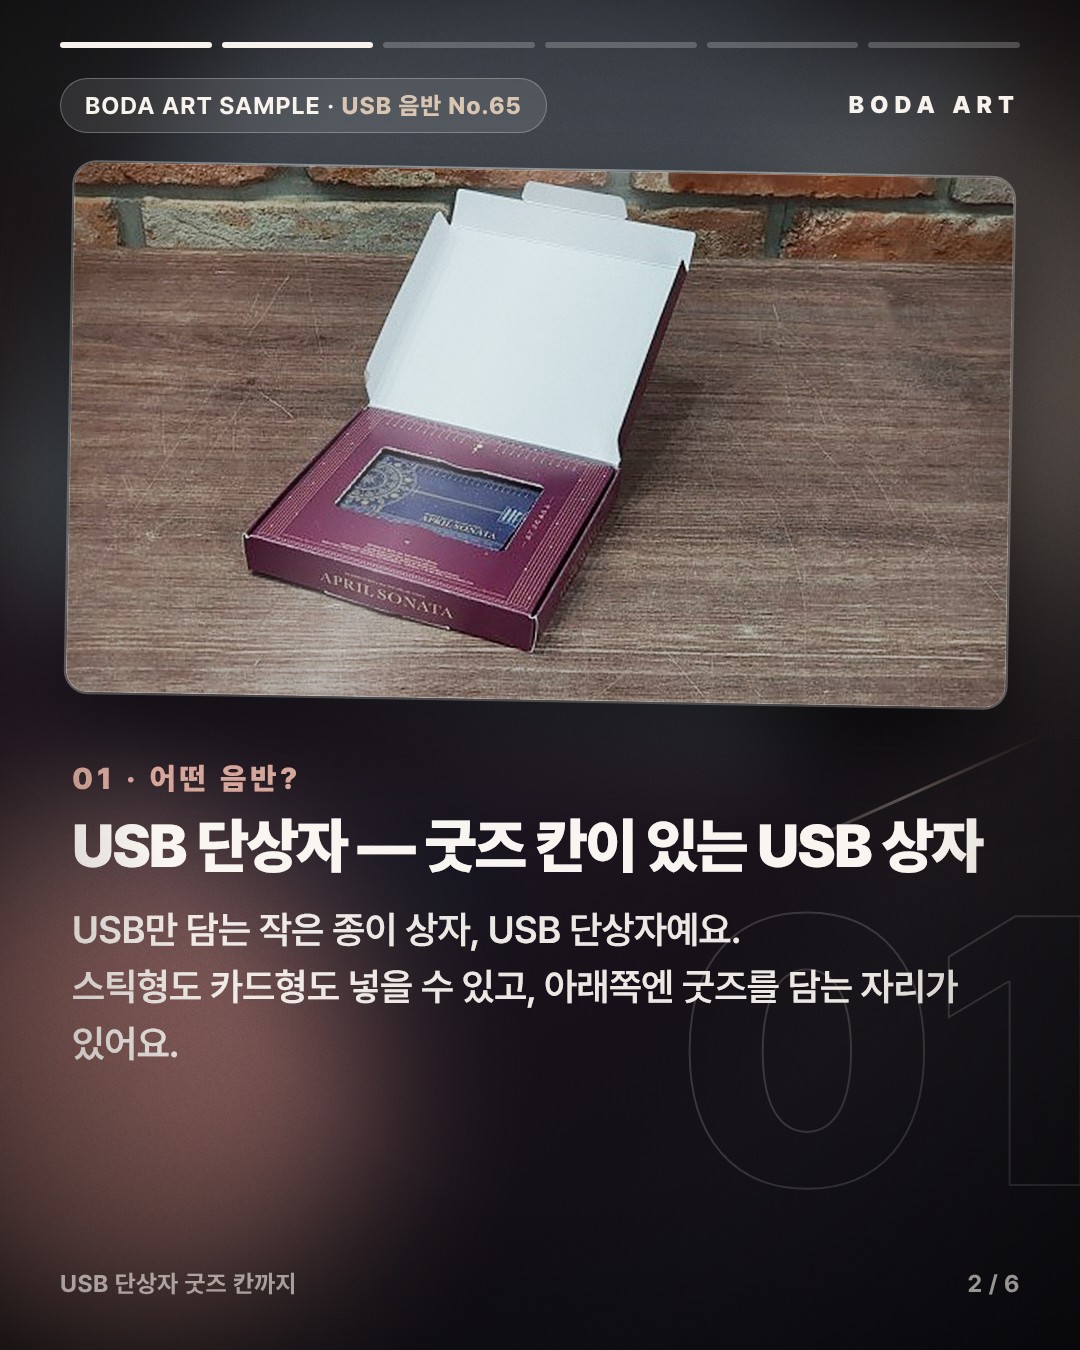 BODA ART SAMPLE · USB 음반 No.65
BODA ART
APRIL SONATA
APRIL SONATA
01 · 어떤 음반?
USB 단상자 — 굿즈 칸이 있는 USB 상자
USB만 담는 작은 종이 상자, USB 단상자예요.
스틱형도 카드형도 넣을 수 있고, 아래쪽엔 굿즈를 담는 자리가
있어요.
01
USB 단상자 굿즈 칸까지
2 / 6